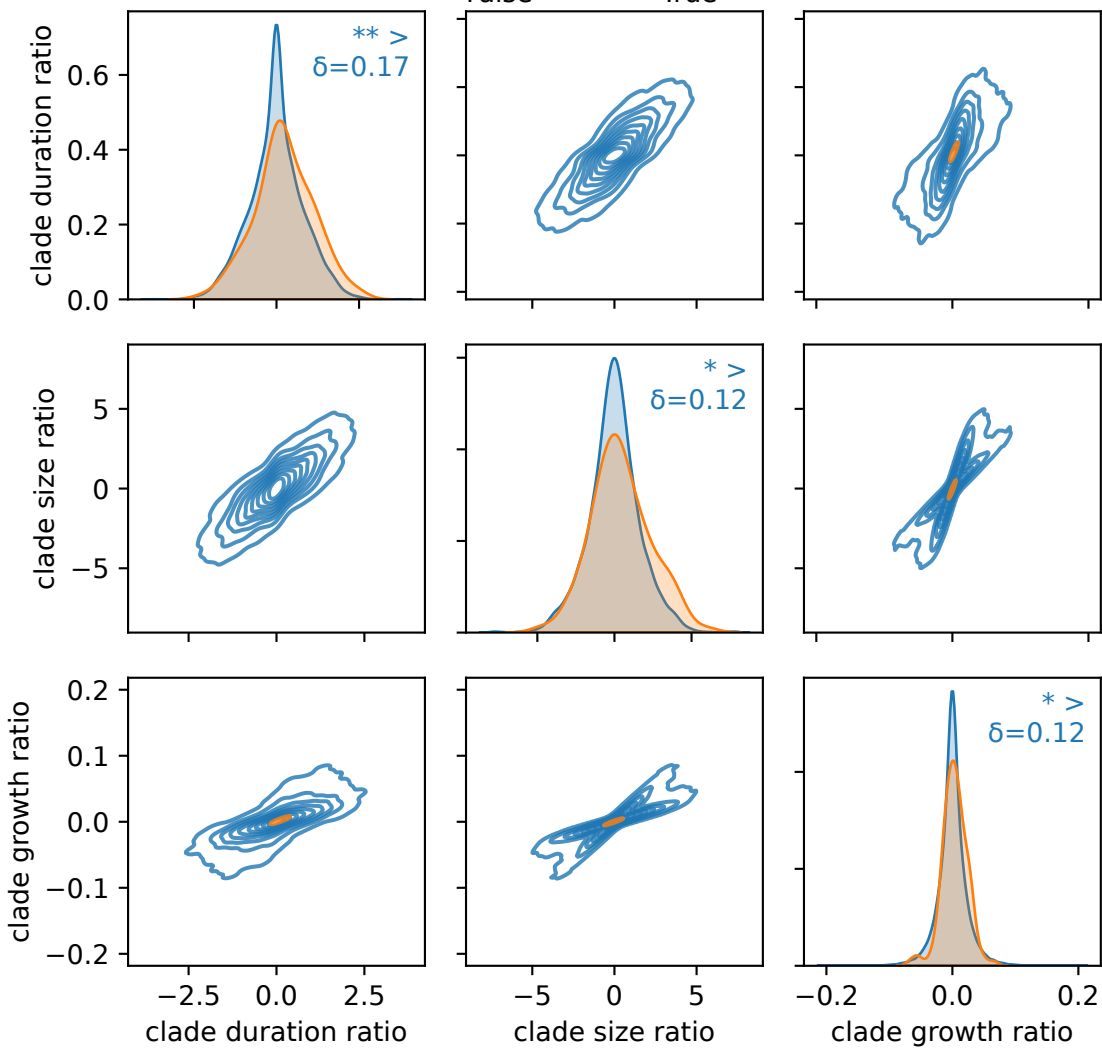 clade duration ratio
0.6
0.4
0.2
0.0
** >
δ=0.17
clade size ratio
5
0
−5
* >
δ=0.12
clade growth ratio
0.2
0.1
0.0
−0.1
−0.2
* >
δ=0.12
−2.5 0.0 2.5
clade duration ratio
−5 0 5
clade size ratio
−0.2 0.0 0.2
clade growth ratio